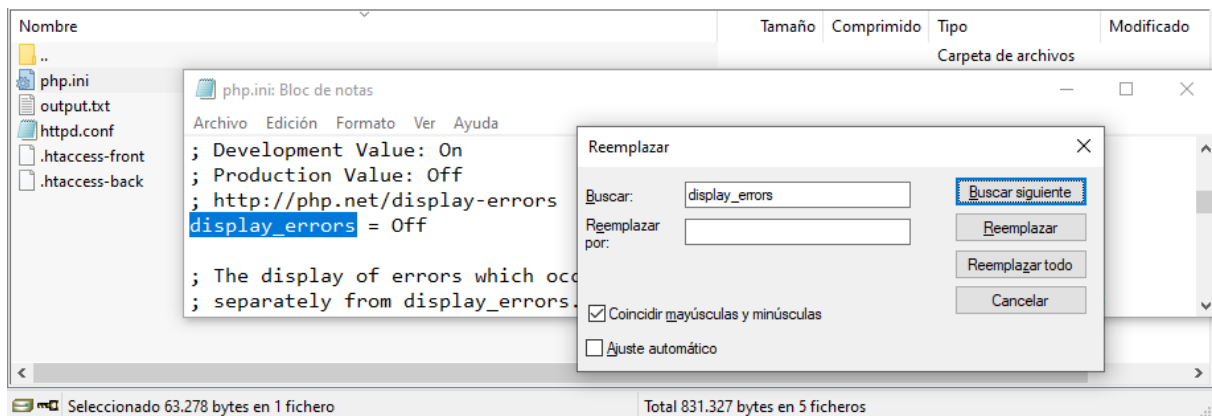 Nombre Tamaño Comprimido Tipo Modificado
.. Carpeta de archivos
php.ini
output.txt
httpd.conf
.htaccess-front
.htaccess-back
php.ini: Bloc de notas
Archivo Edición Formato Ver Ayuda
; Development Value: On
; Production Value: Off
; http://php.net/display-errors
display_errors = Off
; The display of errors which occ
; separately from display_errors.
Reemplazar
Buscar: display_errors Buscar siguiente
Reemplazar por: Reemplazar
Reemplazar todo
Cancelar
Coincidir mayúsculas y minúsculas
Ajuste automático
Seleccionado 63.278 bytes en 1 fichero Total 831.327 bytes en 5 ficheros